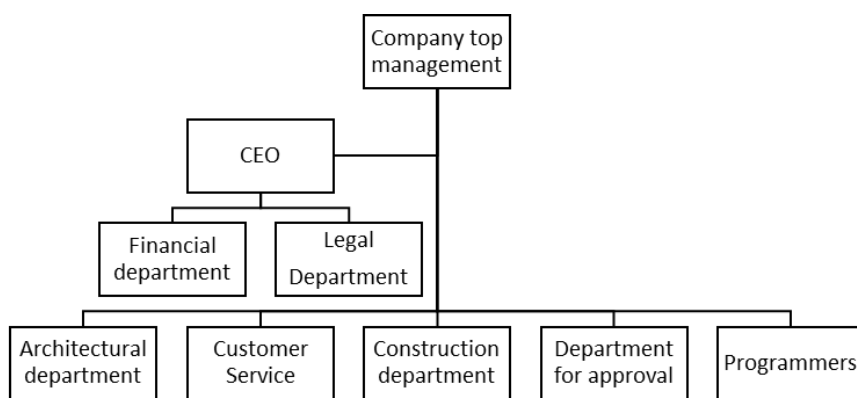 Company top
management
CEO
Financial
department
Legal
Department
Architectural
department
Customer
Service
Construction
department
Department
for approval
Programmers